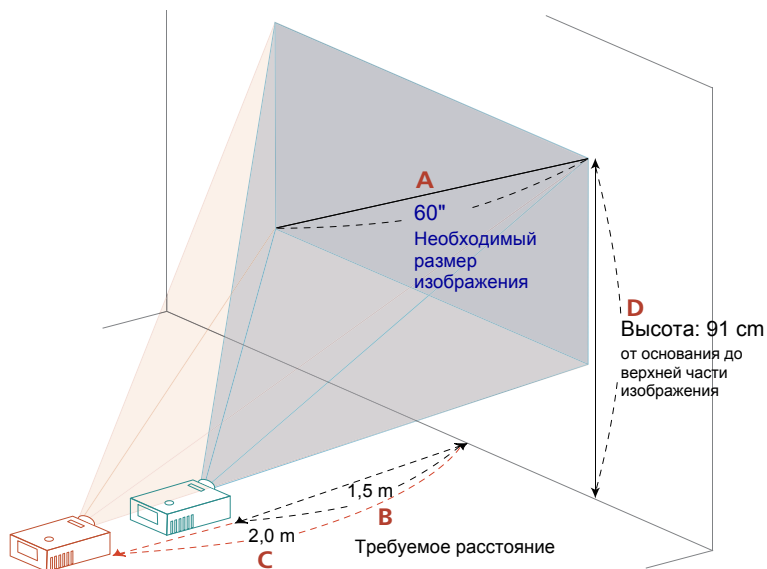 A
60"
Необходимый
размер
изображения
D
Высота: 91 cm
от основания до
верхней части
изображения
1,5 m
B
2,0 m
C
Требуемое расстояние